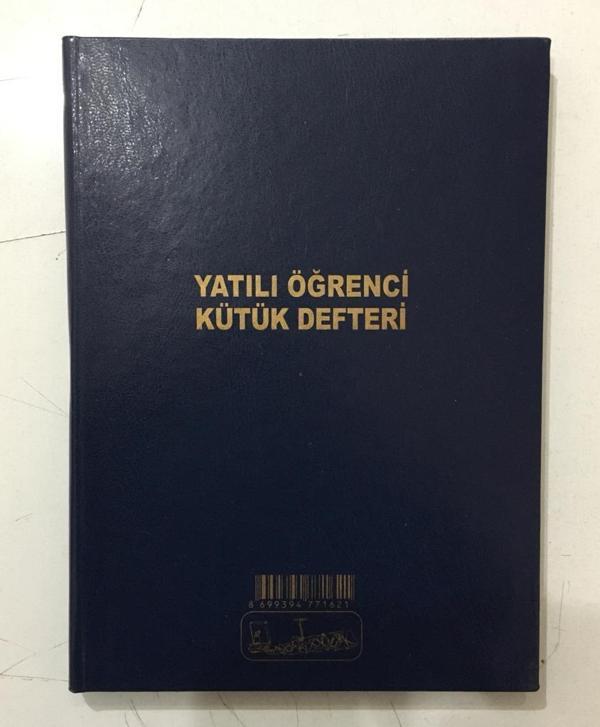 YATILI ÖĞRENCİ
KÜTÜK DEFTERİ
8 699394 771621